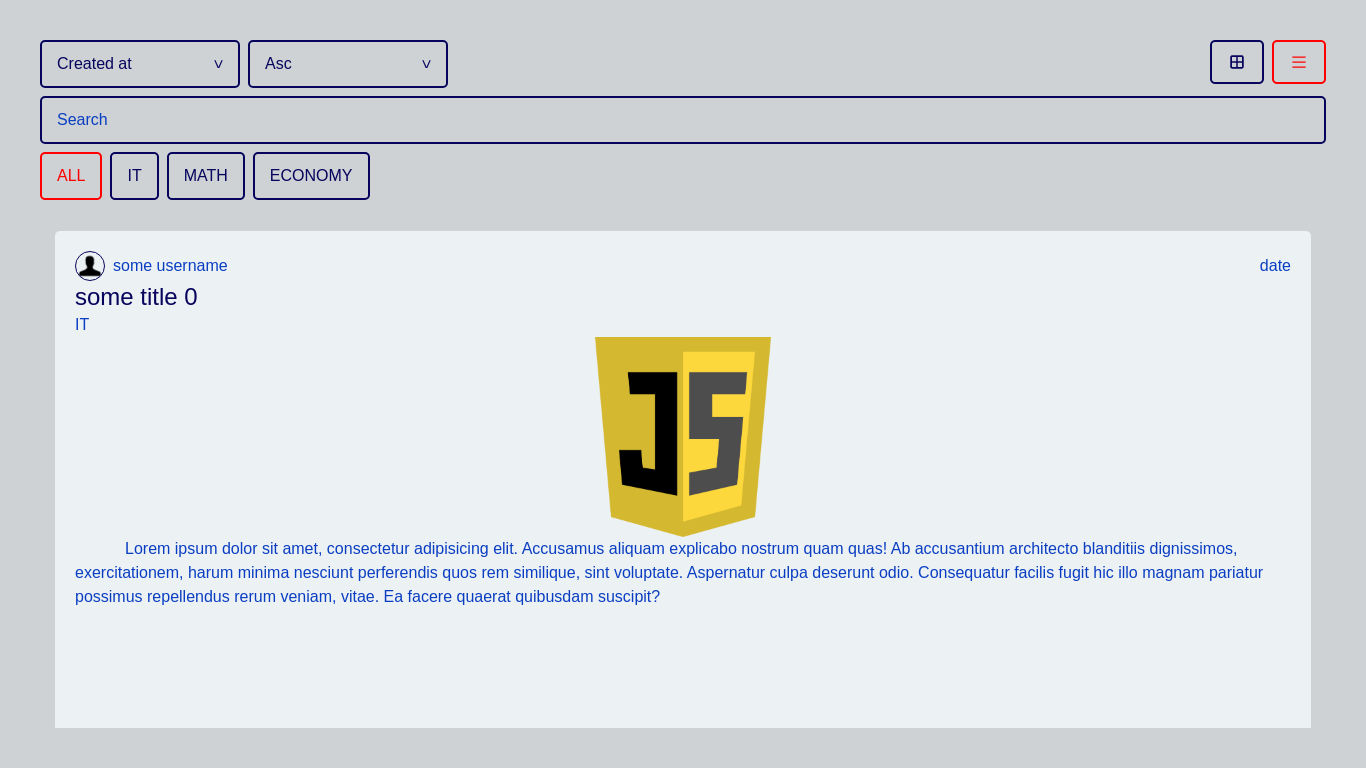 Created at
Asc
Search
ALL
IT
MATH
ECONOMY
some username
date
some title 0
IT
JS
Lorem ipsum dolor sit amet, consectetur adipisicing elit. Accusamus aliquam explicabo nostrum quam quas! Ab accusantium architecto blanditiis dignissimos,
exercitationem, harum minima nesciunt perferendis quos rem similique, sint voluptate. Aspernatur culpa deserunt odio. Consequatur facilis fugit hic illo magnam pariatur
possimus repellendus rerum veniam, vitae. Ea facere quaerat quibusdam suscipit?